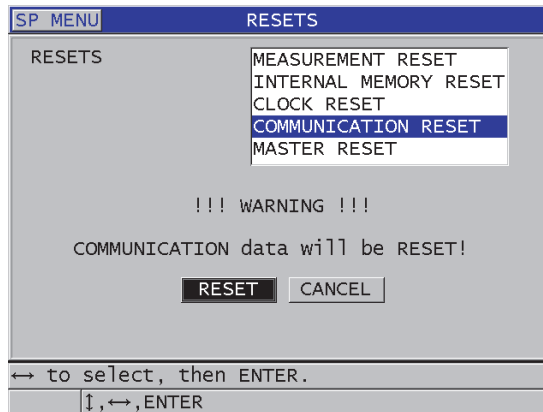 SP MENU RESETS
RESETS
MEASUREMENT RESET
INTERNAL MEMORY RESET
CLOCK RESET
COMMUNICATION RESET
MASTER RESET
!!! WARNING !!!
COMMUNICATION data will be RESET!
RESET CANCEL
↔ to select, then ENTER.
↕,↔,ENTER